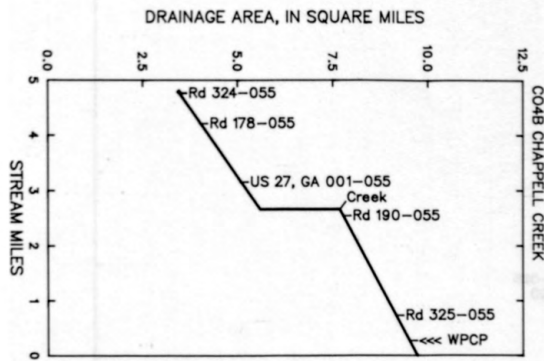 DRAINAGE AREA, IN SQUARE MILES
0.0
2.5
5.0
7.5
10.0
12.5
CO4B CHAPPELL CREEK
5
4
3
2
1
0
STREAM MILES
Rd 324-055
Rd 178-055
US 27, GA 001-055
Creek
Rd 190-055
Rd 325-055
<<< WPCP